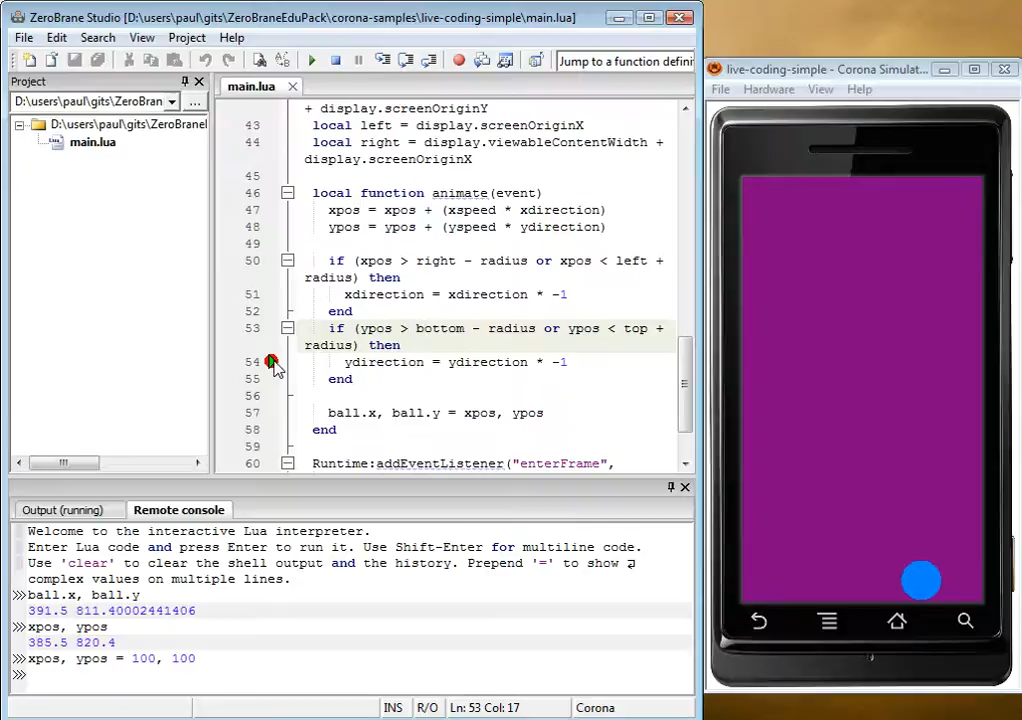 ZeroBrane Studio [D:\users\paul\gits\ZeroBraneEduPack\corona-samples\live-coding-simple\main.lua]
File Edit Search View Project Help
Jump to a function definit
Project
D:\users\paul\gits\ZeroBran
...
D:\users\paul\gits\ZeroBraneI
main.lua
main.lua
+ display.screenOriginY
43 local left = display.screenOriginX
44 local right = display.viewableContentWidth +
display.screenOriginX
45
46 local function animate(event)
47 xpos = xpos + (xspeed * xdirection)
48 ypos = ypos + (yspeed * ydirection)
49
50 if (xpos > right - radius or xpos < left +
radius) then
51 xdirection = xdirection * -1
52 end
53 if (ypos > bottom - radius or ypos < top +
radius) then
54 ydirection = ydirection * -1
55 end
56
57 ball.x, ball.y = xpos, ypos
58 end
59
60 Runtime:addEventListener("enterFrame",
Output (running) Remote console
Welcome to the interactive Lua interpreter.
Enter Lua code and press Enter to run it. Use Shift-Enter for multiline code.
Use 'clear' to clear the shell output and the history. Prepend '=' to show
complex values on multiple lines.
ball.x, ball.y
391.5 811.40002441406
xpos, ypos
385.5 820.4
xpos, ypos = 100, 100
INS R/O Ln: 53 Col: 17 Corona
live-coding-simple - Corona Simulat...
File Hardware View Help